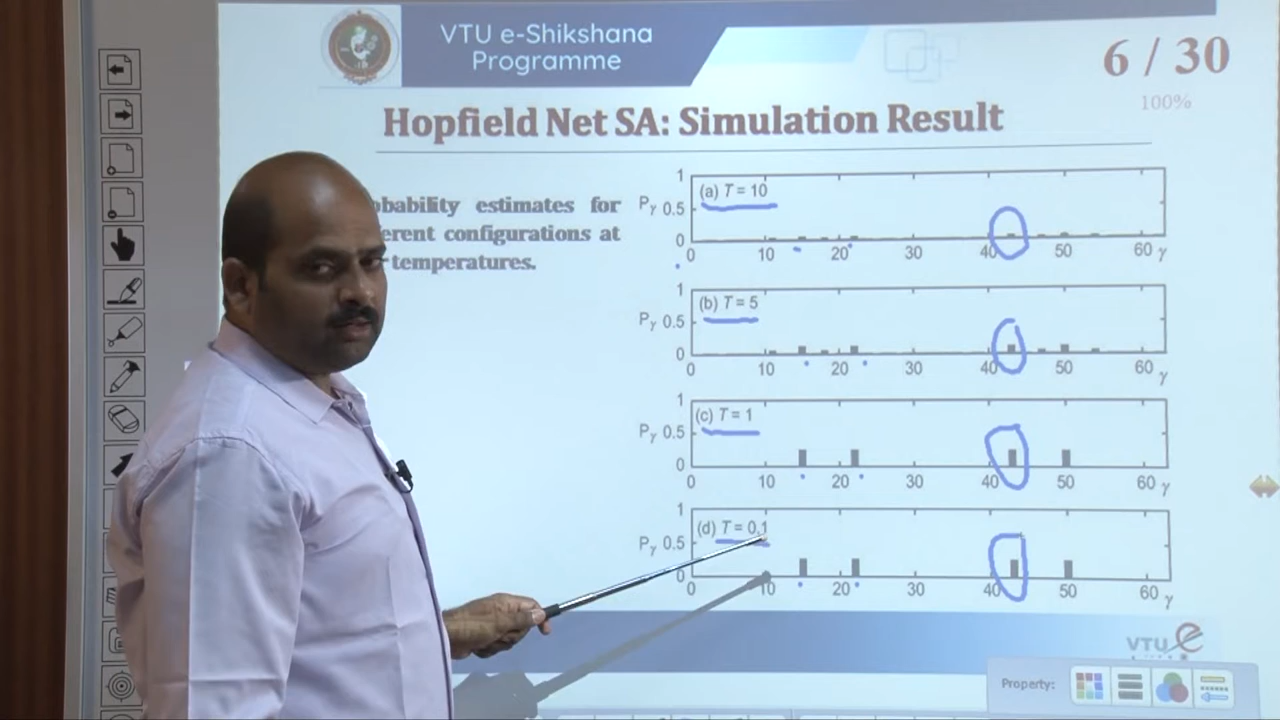 VTU e-Shikshana
Programme
6 / 30
100%
Hopfield Net SA: Simulation Result
estimates for
configurations at
temperatures.
(a) T = 10
Pγ
1
0.5
0
0 10 20 30 40 50 60 γ
(b) T = 5
Pγ
1
0.5
0
0 10 20 30 40 50 60 γ
(c) T = 1
Pγ
1
0.5
0
0 10 20 30 40 50 60 γ
(d) T = 0.1
Pγ
1
0.5
0
0 10 20 30 40 50 60 γ
VTU e
Property: